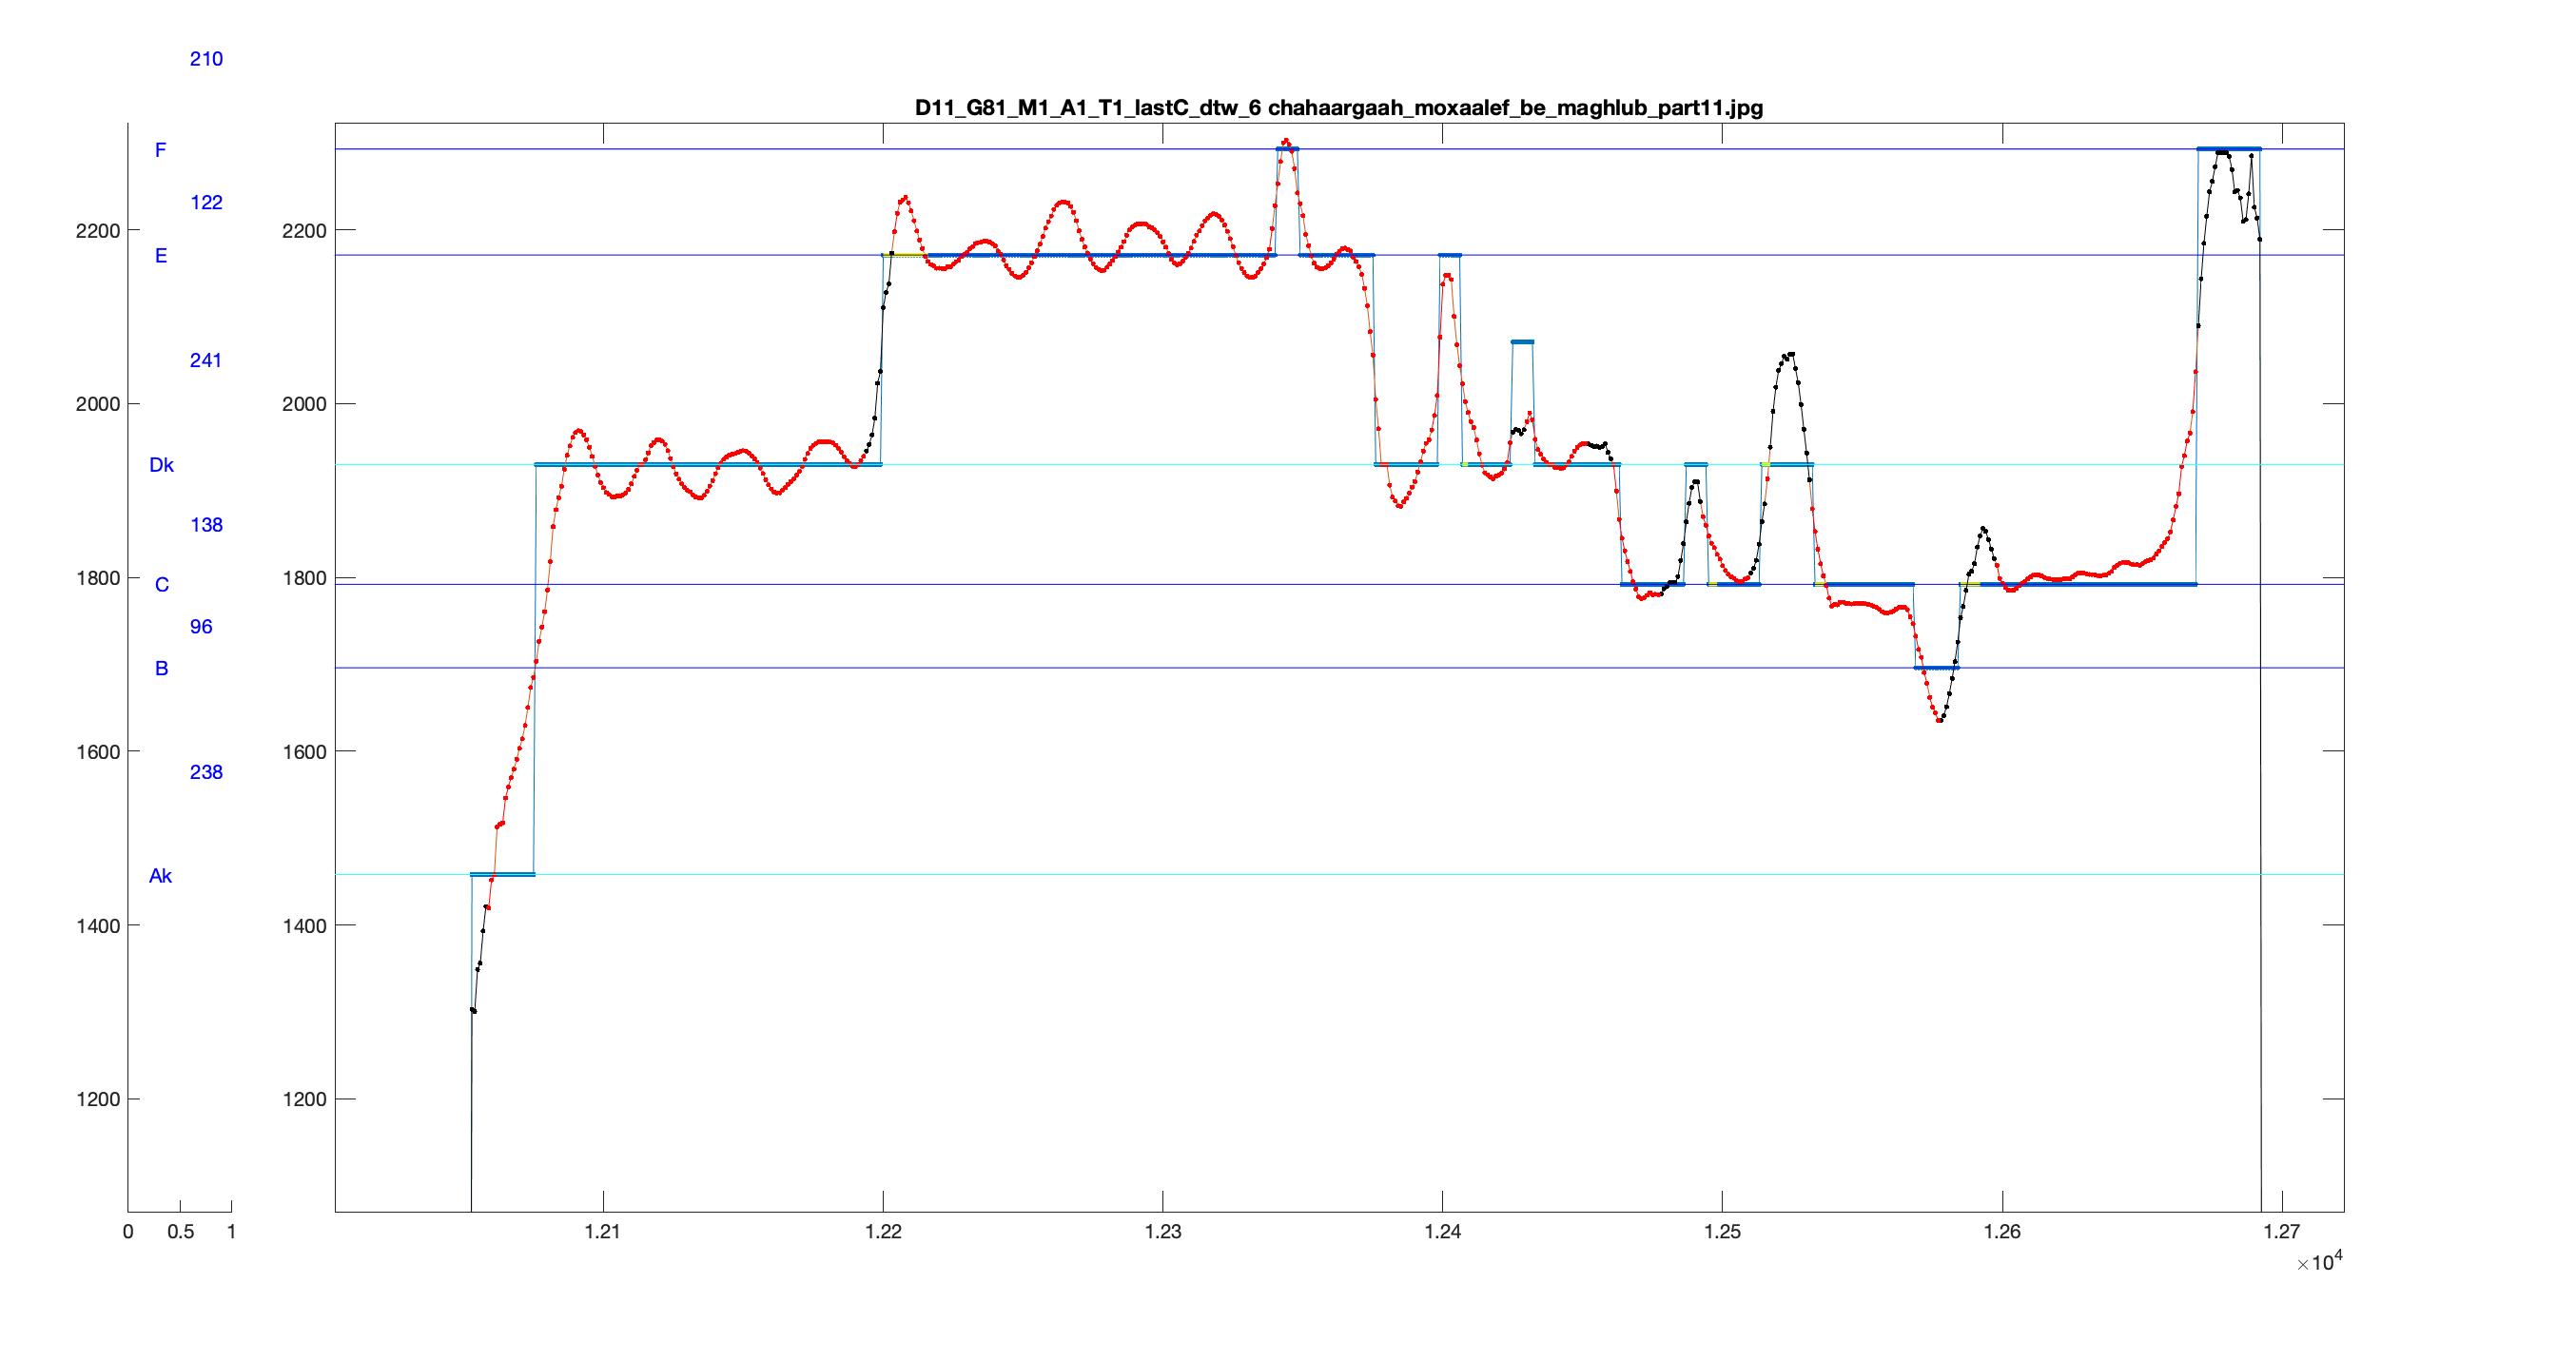 210
D11_G81_M1_A1_T1_lastC_dtw_6 chahaargaah_moxaalef_be_maghlub_part11.jpg
F
122
2200 2200
E
241
2000 2000
Dk
138
1800 1800
C
96
B
1600 1600
238
Ak
1400 1400
1200 1200
0 0.5 1 1.21 1.22 1.23 1.24 1.25 1.26 1.27
×10^4